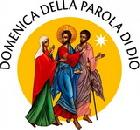 DOMENICA DELLA PAROLA DI DIO